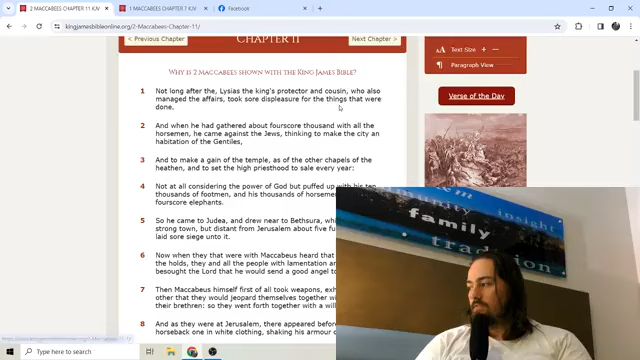 2 MACCABEES CHAPTER 11 KJV
1 MACCABEES CHAPTER 7 KJV
Facebook
kingjamesbibleonline.org/2-Maccabees-Chapter-11/
< Previous Chapter
CHAPTER 11
Next Chapter >
WHY IS 2 MACCABEES SHOWN WITH THE KING JAMES BIBLE?
1 Not long after the, Lysias the king's protector and cousin, who also
managed the affairs, took sore displeasure for the things that were
done.
2 And when he had gathered about fourscore thousand with all the
horsemen, he came against the Jews, thinking to make the city an
habitation of the Gentiles,
3 And to make a gain of the temple, as of the other chapels of the
heathen, and to set the high priesthood to sale every year:
4 Not at all considering the power of God but puffed up with his ten
thousands of footmen, and his thousands of horsemen
fourscore elephants.
5 So he came to Judea, and drew near to Bethsura,
strong town, but distant from Jerusalem about five
laid sore siege unto it.
6 Now when they that were with Maccabeus heard that
the holds, they and all the people with lamentation
besought the Lord that he would send a good angel
7 Then Maccabeus himself first of all took weapons,
other that they would jeopard themselves together
their brethren: so they went forth together with a
8 And as they were at Jerusalem, there appeared before
horseback one in white clothing, shaking his armour
AA Text Size + −
¶ Paragraph View
Verse of the Day
community
insight
family
tradition
Type here to search